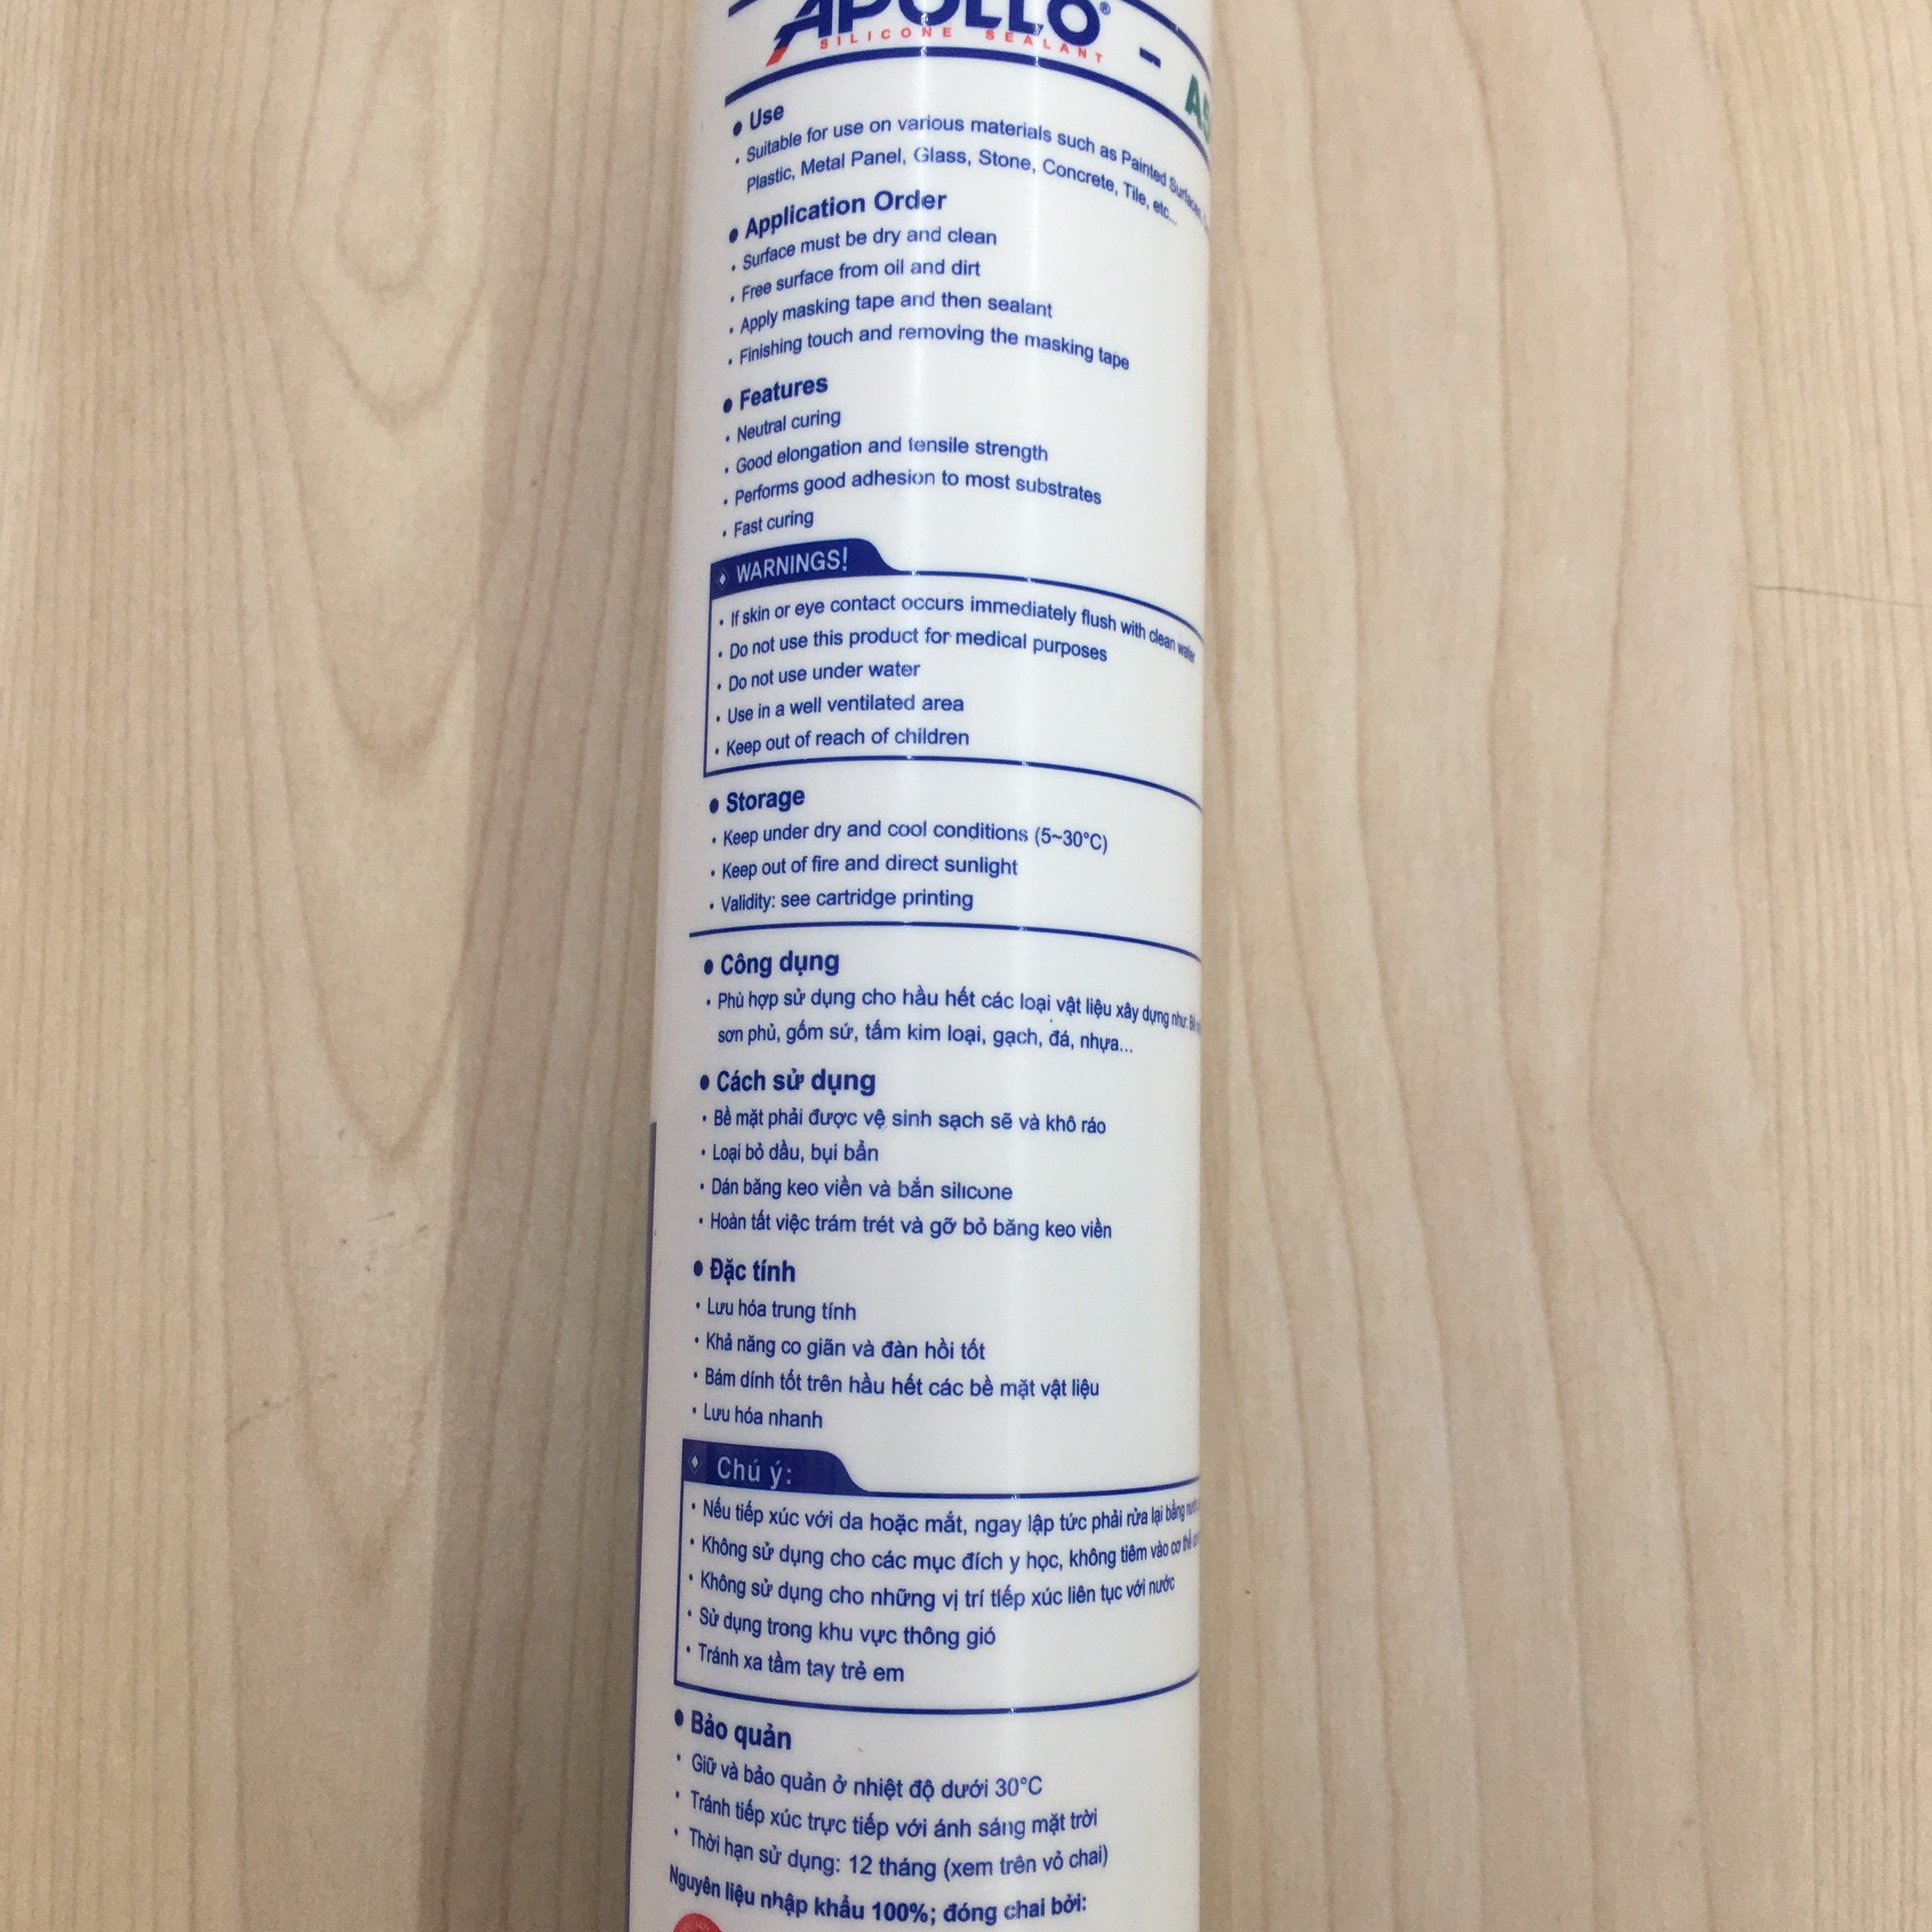 APOLLO® -
SILICONE SEALANT
• Use
· Suitable for use on various materials such as Painted Surfaces,
Plastic, Metal Panel, Glass, Stone, Concrete, Tile, etc...
• Application Order
· Surface must be dry and clean
· Free surface from oil and dirt
· Apply masking tape and then sealant
· Finishing touch and removing the masking tape
• Features
· Neutral curing
· Good elongation and tensile strength
· Performs good adhesion to most substrates
· Fast curing
WARNINGS!
· If skin or eye contact occurs immediately flush with clean water
· Do not use this product for medical purposes
· Do not use under water
· Use in a well ventilated area
· Keep out of reach of children
• Storage
· Keep under dry and cool conditions (5~30°C)
· Keep out of fire and direct sunlight
· Validity: see cartridge printing
• Công dụng
· Phù hợp sử dụng cho hầu hết các loại vật liệu xây dựng như: Bề
sơn phủ, gốm sứ, tấm kim loại, gạch, đá, nhựa...
• Cách sử dụng
· Bề mặt phải được vệ sinh sạch sẽ và khô ráo
· Loại bỏ dầu, bụi bẩn
· Dán băng keo viền và bắn silicone
· Hoàn tất việc trám trét và gỡ bỏ băng keo viền
• Đặc tính
· Lưu hóa trung tính
· Khả năng co giãn và đàn hồi tốt
· Bám dính tốt trên hầu hết các bề mặt vật liệu
· Lưu hóa nhanh
Chú ý:
· Nếu tiếp xúc với da hoặc mắt, ngay lập tức phải rửa lại bằng nước
· Không sử dụng cho các mục đích y học, không tiêm vào cơ thể
· Không sử dụng cho những vị trí tiếp xúc liên tục với nước
· Sử dụng trong khu vực thông gió
· Tránh xa tầm tay trẻ em
• Bảo quản
· Giữ và bảo quản ở nhiệt độ dưới 30°C
· Tránh tiếp xúc trực tiếp với ánh sáng mặt trời
· Thời hạn sử dụng: 12 tháng (xem trên vỏ chai)
Nguyên liệu nhập khẩu 100%; đóng chai bởi: